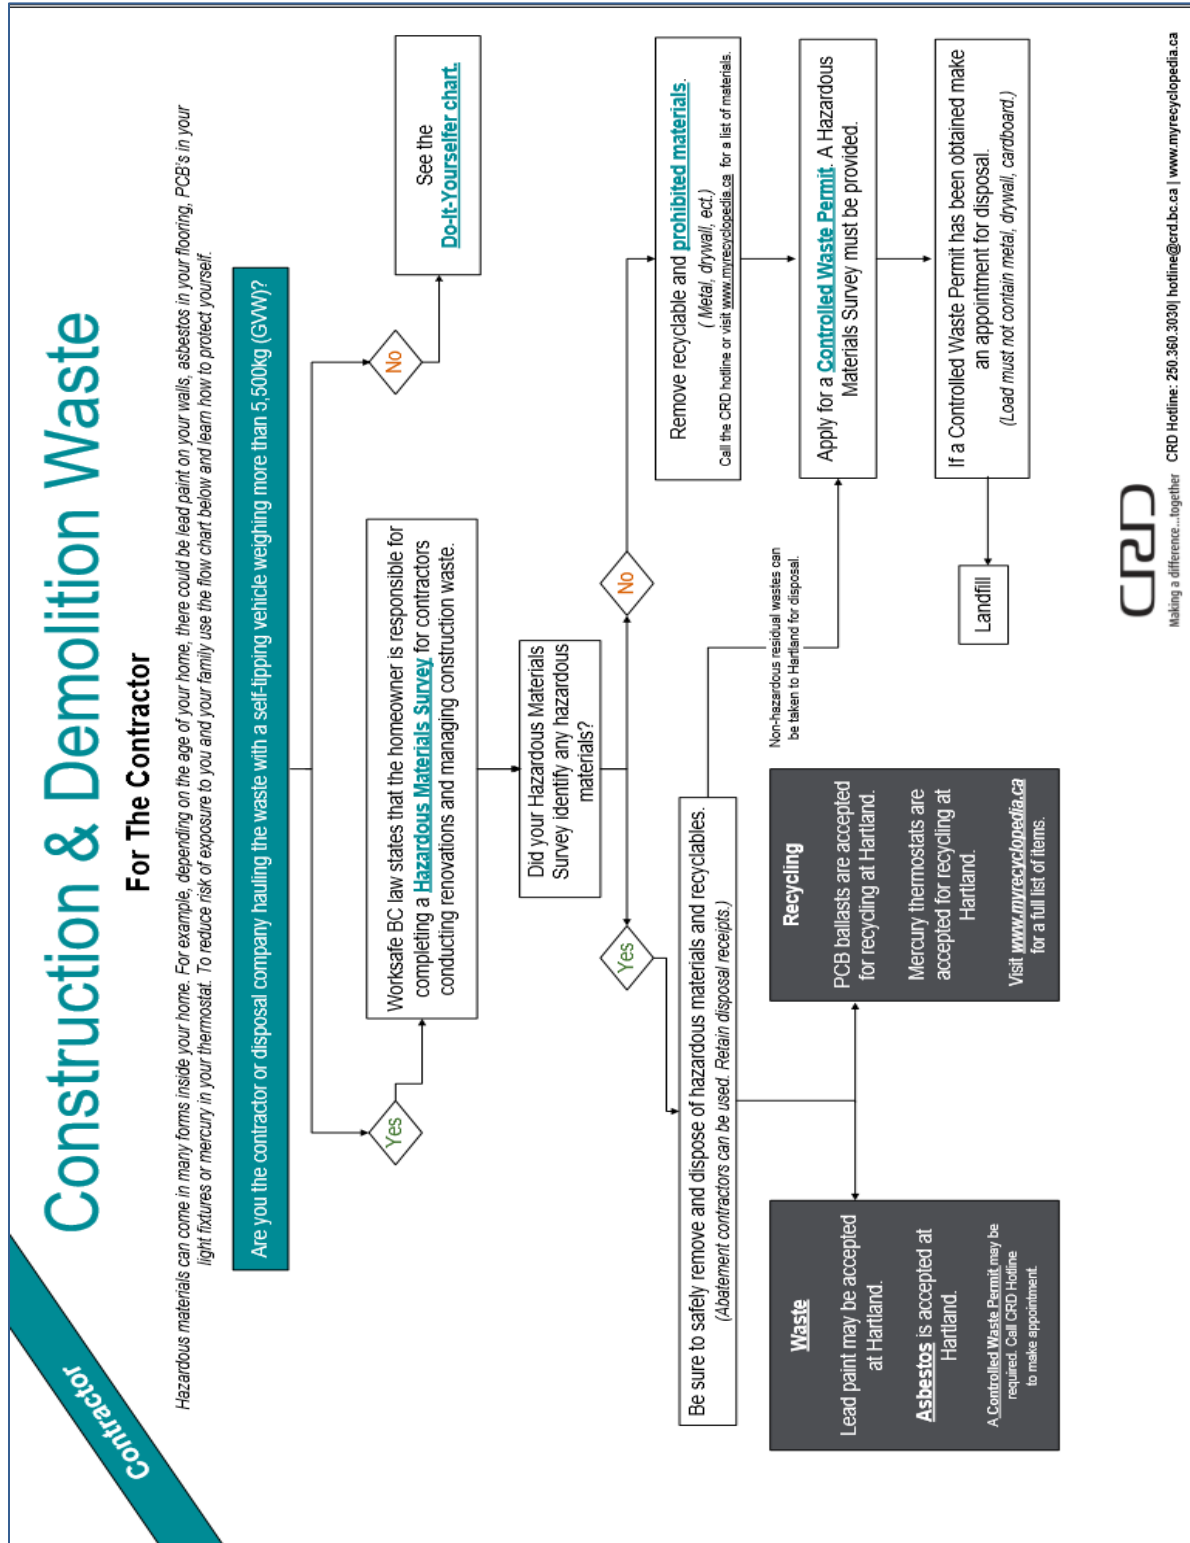 Contractor
Construction & Demolition Waste
For The Contractor
Hazardous materials can come in many forms inside your home. For example, depending on the age of your home, there could be lead paint on your walls, asbestos in your flooring, PCB's in your
light fixtures or mercury in your thermostat. To reduce risk of exposure to you and your family use the flow chart below and learn how to protect yourself.
Are you the contractor or disposal company hauling the waste with a self-tipping vehicle weighing more than 5,500kg (GVW)?
Yes
No
Worksafe BC law states that the homeowner is responsible for
completing a Hazardous Materials Survey for contractors
conducting renovations and managing construction waste.
See the
Do-It-Yourselfer chart.
Did your Hazardous Materials
Survey identify any hazardous
materials?
Yes
No
Be sure to safely remove and dispose of hazardous materials and recyclables.
(Abatement contractors can be used. Retain disposal receipts.)
Remove recyclable and prohibited materials.
( Metal, drywall, ect.)
Call the CRD hotline or visit www.myrecyclopedia.ca for a list of materials.
Waste
Lead paint may be accepted
at Hartland.
Asbestos is accepted at
Hartland.
A Controlled Waste Permit may be
required. Call CRD Hotline
to make appointment.
Recycling
PCB ballasts are accepted
for recycling at Hartland.
Mercury thermostats are
accepted for recycling at
Hartland.
Visit www.myrecyclopedia.ca
for a full list of items.
Non-hazardous residual wastes can
be taken to Hartland for disposal.
Apply for a Controlled Waste Permit. A Hazardous
Materials Survey must be provided.
If a Controlled Waste Permit has been obtained make
an appointment for disposal.
(Load must not contain metal, drywall, cardboard.)
Landfill
CRD
Making a difference...together
CRD Hotline: 250.360.3030| hotline@crd.bc.ca | www.myrecyclopedia.ca